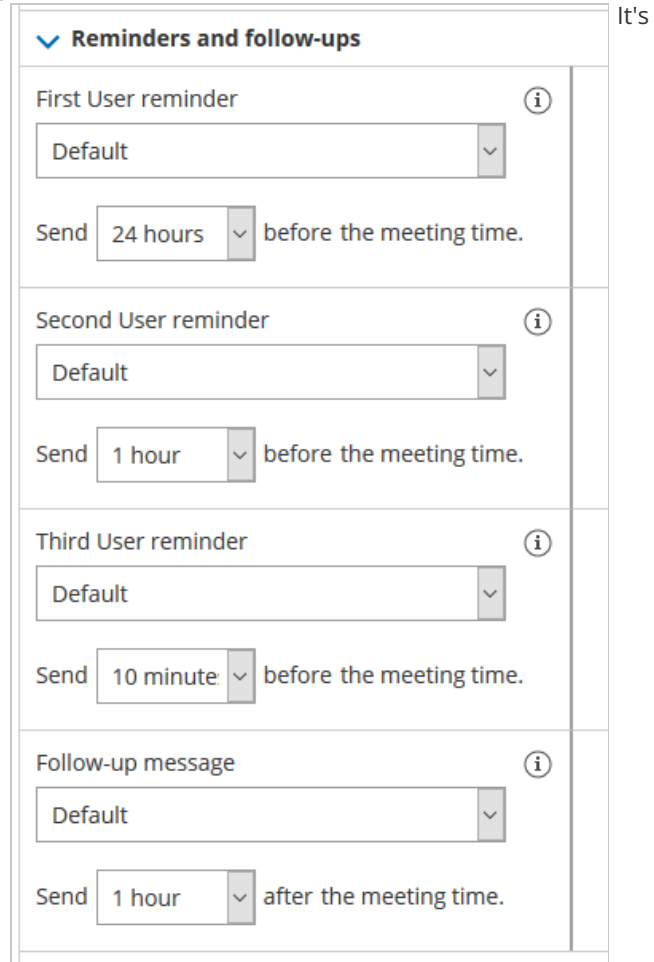 It's
Reminders and follow-ups
First User reminder
Default
Send 24 hours before the meeting time.
Second User reminder
Default
Send 1 hour before the meeting time.
Third User reminder
Default
Send 10 minute before the meeting time.
Follow-up message
Default
Send 1 hour after the meeting time.